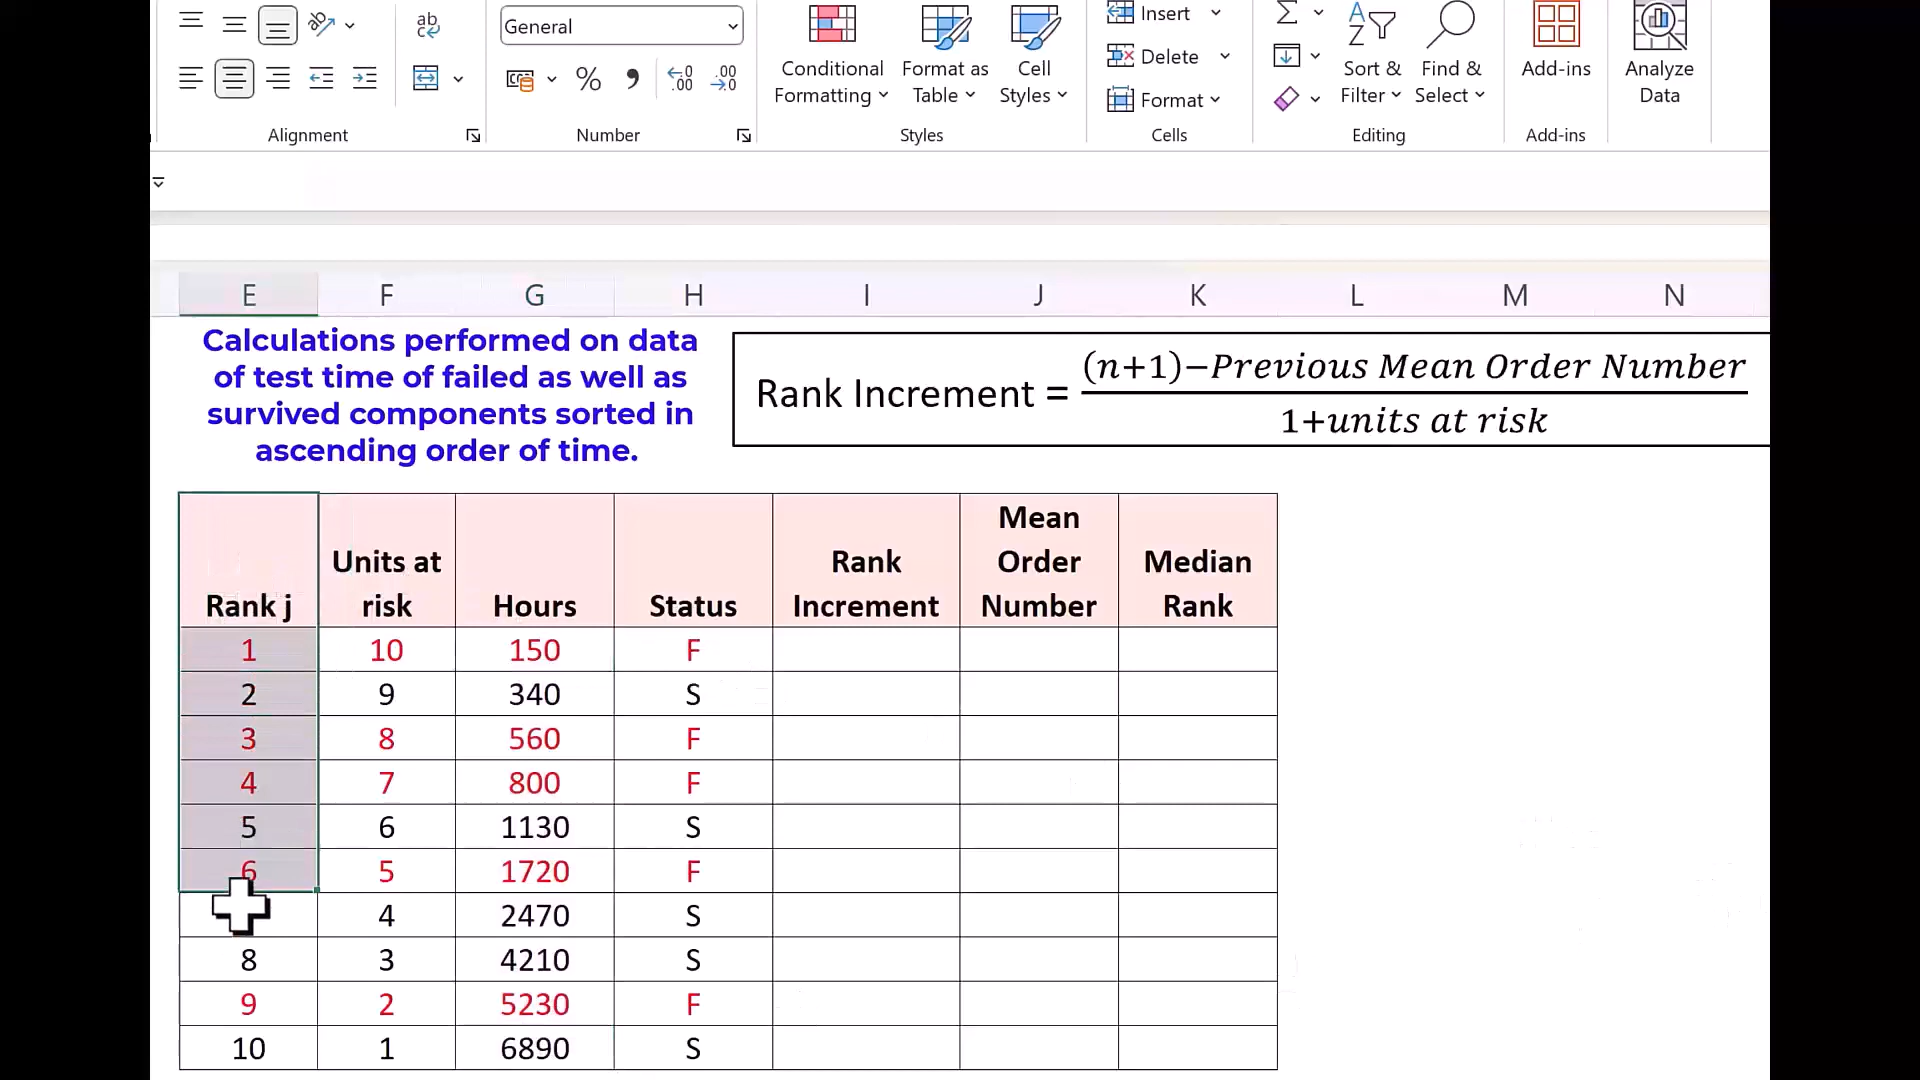 ab
ab
c
General
Insert
Delete
Format
Conditional
Formatting
Format as
Table
Cell
Styles
Sort &
Filter
Find &
Select
Add-ins
Analyze
Data
%
.00
.00
Alignment
Number
Styles
Cells
Editing
Add-ins
E F G H I J K L M N
Calculations performed on data
of test time of failed as well as
survived components sorted in
ascending order of time.
Rank Increment = (n+1)−Previous Mean Order Number
1+units at risk
Rank j Units at risk Hours Status Rank Increment Mean Order Number Median Rank
1 10 150 F
2 9 340 S
3 8 560 F
4 7 800 F
5 6 1130 S
6 5 1720 F
4 2470 S
8 3 4210 S
9 2 5230 F
10 1 6890 S